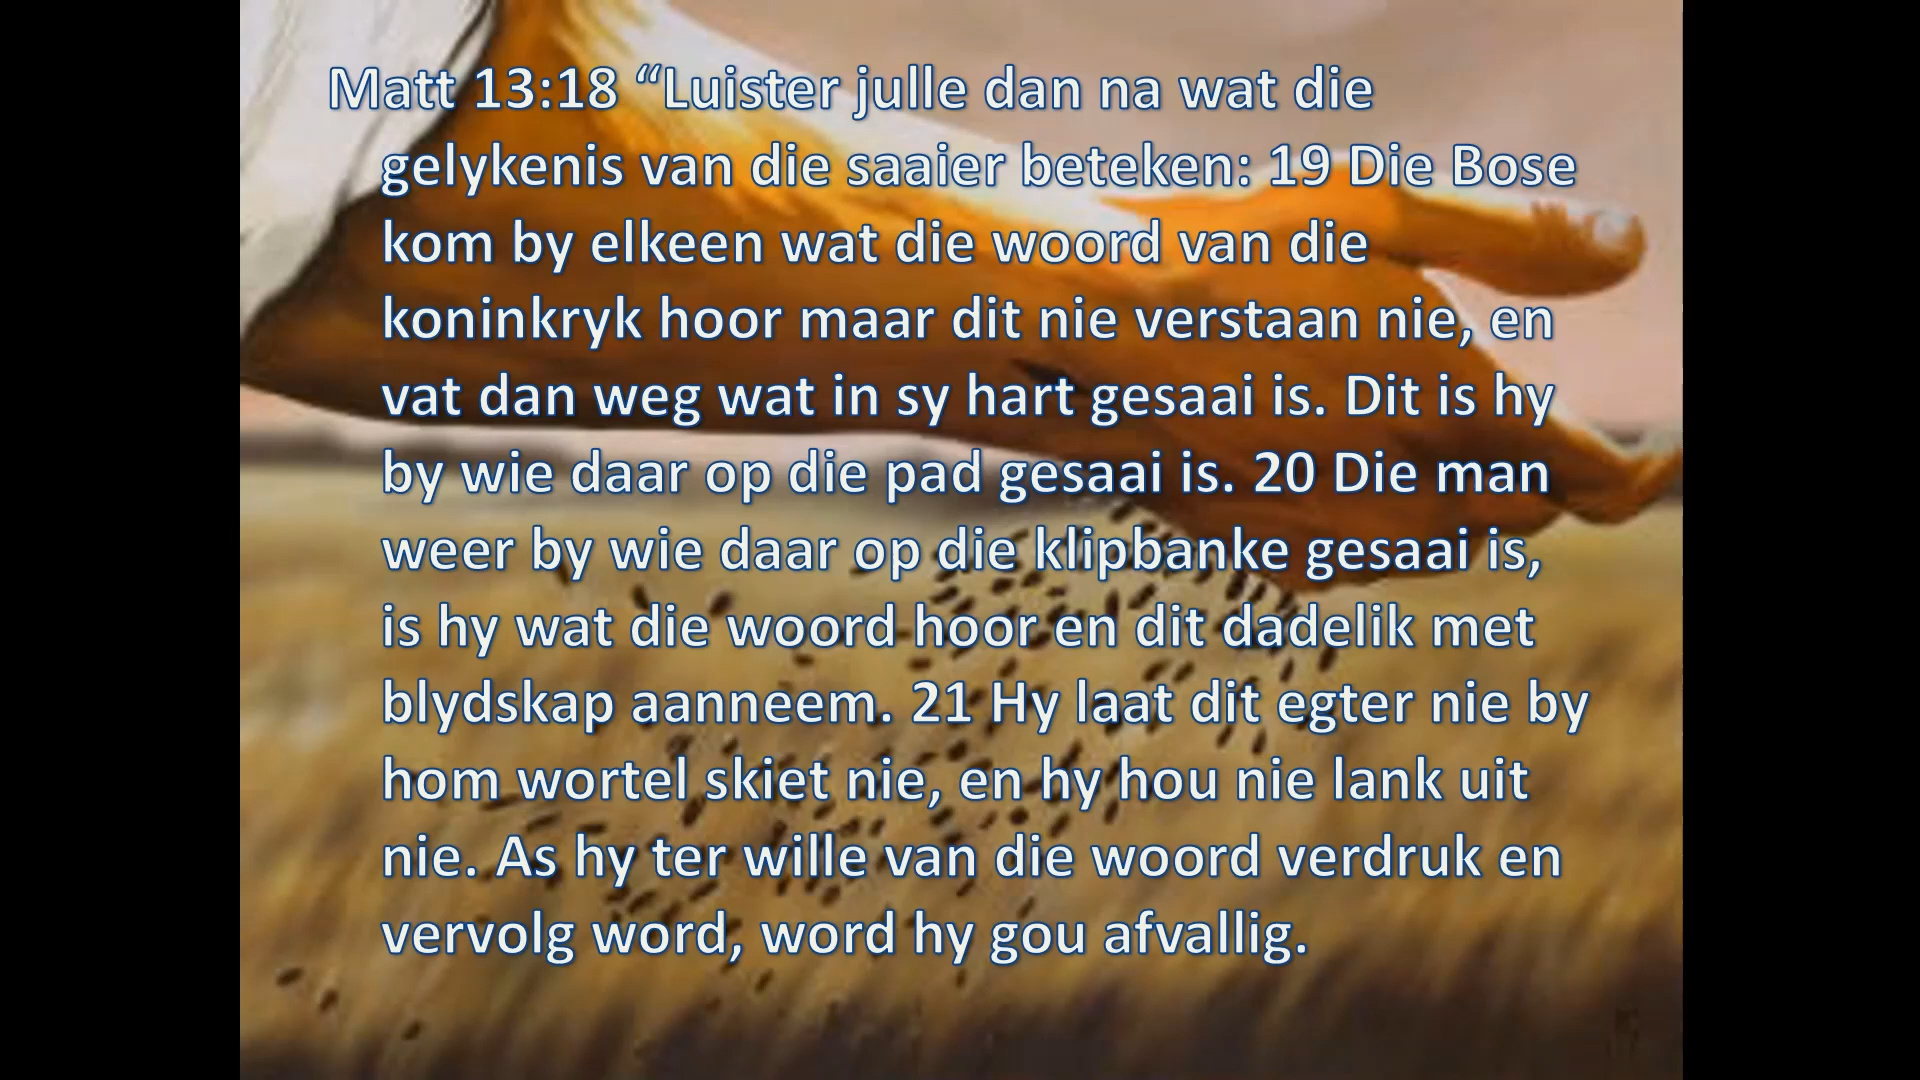 Matt 13:18 “Luister julle dan na wat die
gelykenis van die saaier beteken: 19 Die Bose
kom by elkeen wat die woord van die
koninkryk hoor maar dit nie verstaan nie, en
vat dan weg wat in sy hart gesaai is. Dit is hy
by wie daar op die pad gesaai is. 20 Die man
weer by wie daar op die klipbanke gesaai is,
is hy wat die woord hoor en dit dadelik met
blydskap aanneem. 21 Hy laat dit egter nie by
hom wortel skiet nie, en hy hou nie lank uit
nie. As hy ter wille van die woord verdruk en
vervolg word, word hy gou afvallig.